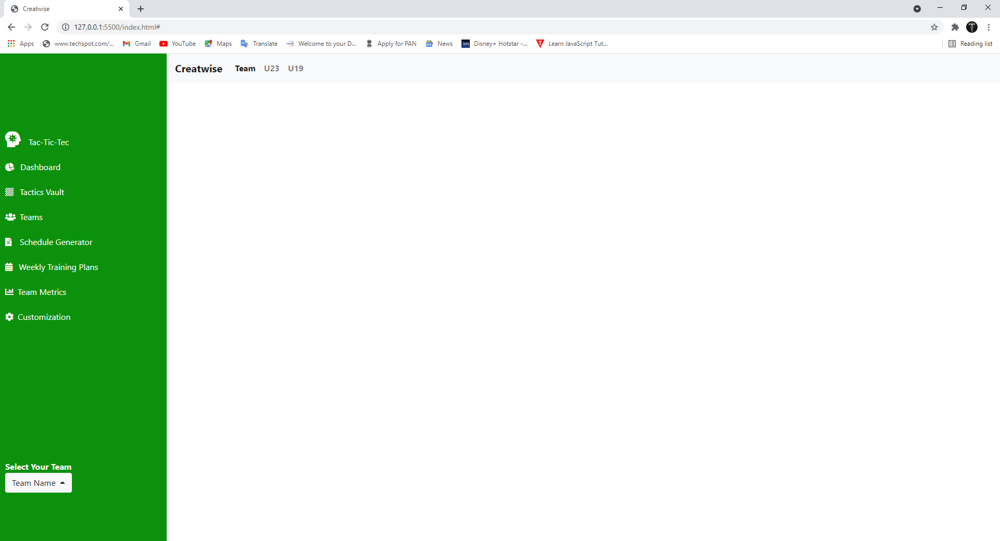 Creatwise
127.0.0.1:5500/index.html#
Apps www.techspot.com/... Gmail YouTube Maps Translate Welcome to your D... Apply for PAN News Disney+ Hotstar -... Learn JavaScript Tut... Reading list
Creatwise Team U23 U19
Tac-Tic-Tec
Dashboard
Tactics Vault
Teams
Schedule Generator
Weekly Training Plans
Team Metrics
Customization
Select Your Team
Team Name